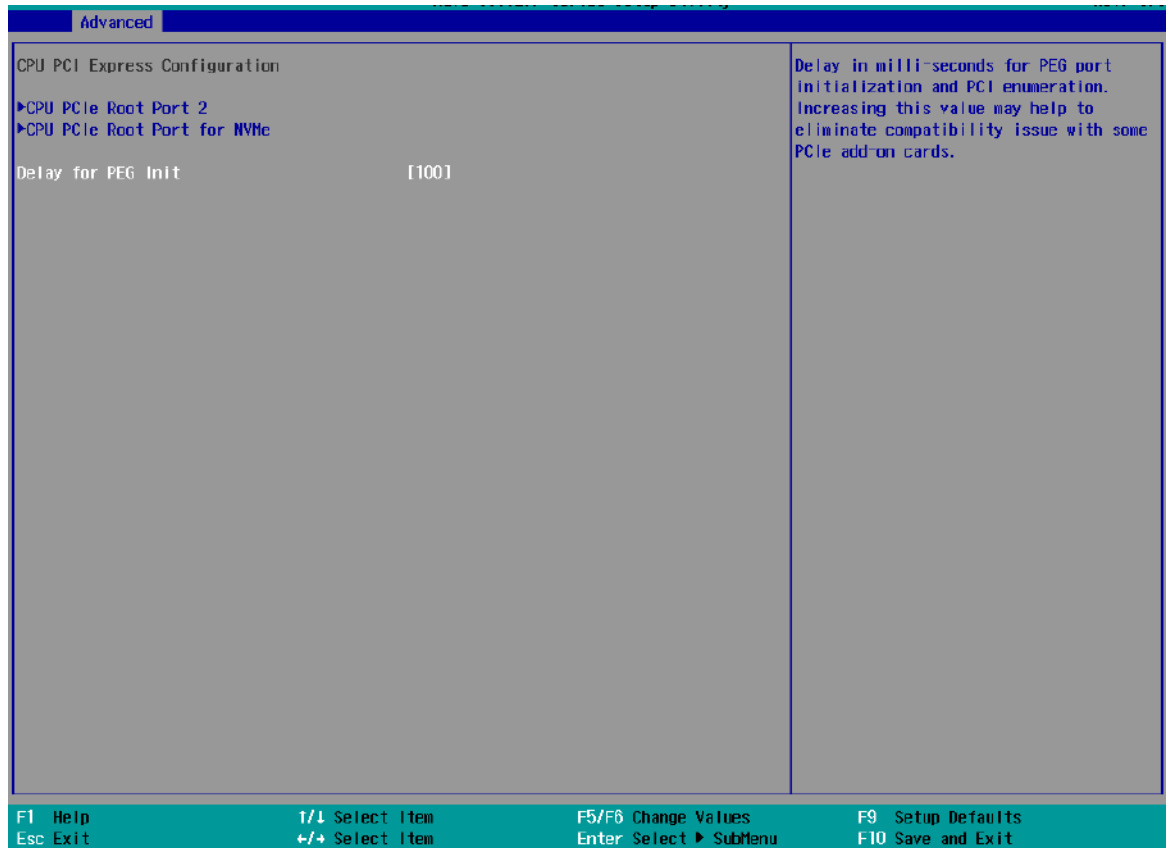 Advanced
CPU PCI Express Configuration
▶CPU PCIe Root Port 2
▶CPU PCIe Root Port for NVMe
Delay for PEG Init [100]
Delay in milli-seconds for PEG port
initialization and PCI enumeration.
Increasing this value may help to
eliminate compatibility issue with some
PCIe add-on cards.
F1 Help ↑/↓ Select Item F5/F6 Change Values F9 Setup Defaults
Esc Exit ←/→ Select Item Enter Select ▶ SubMenu F10 Save and Exit